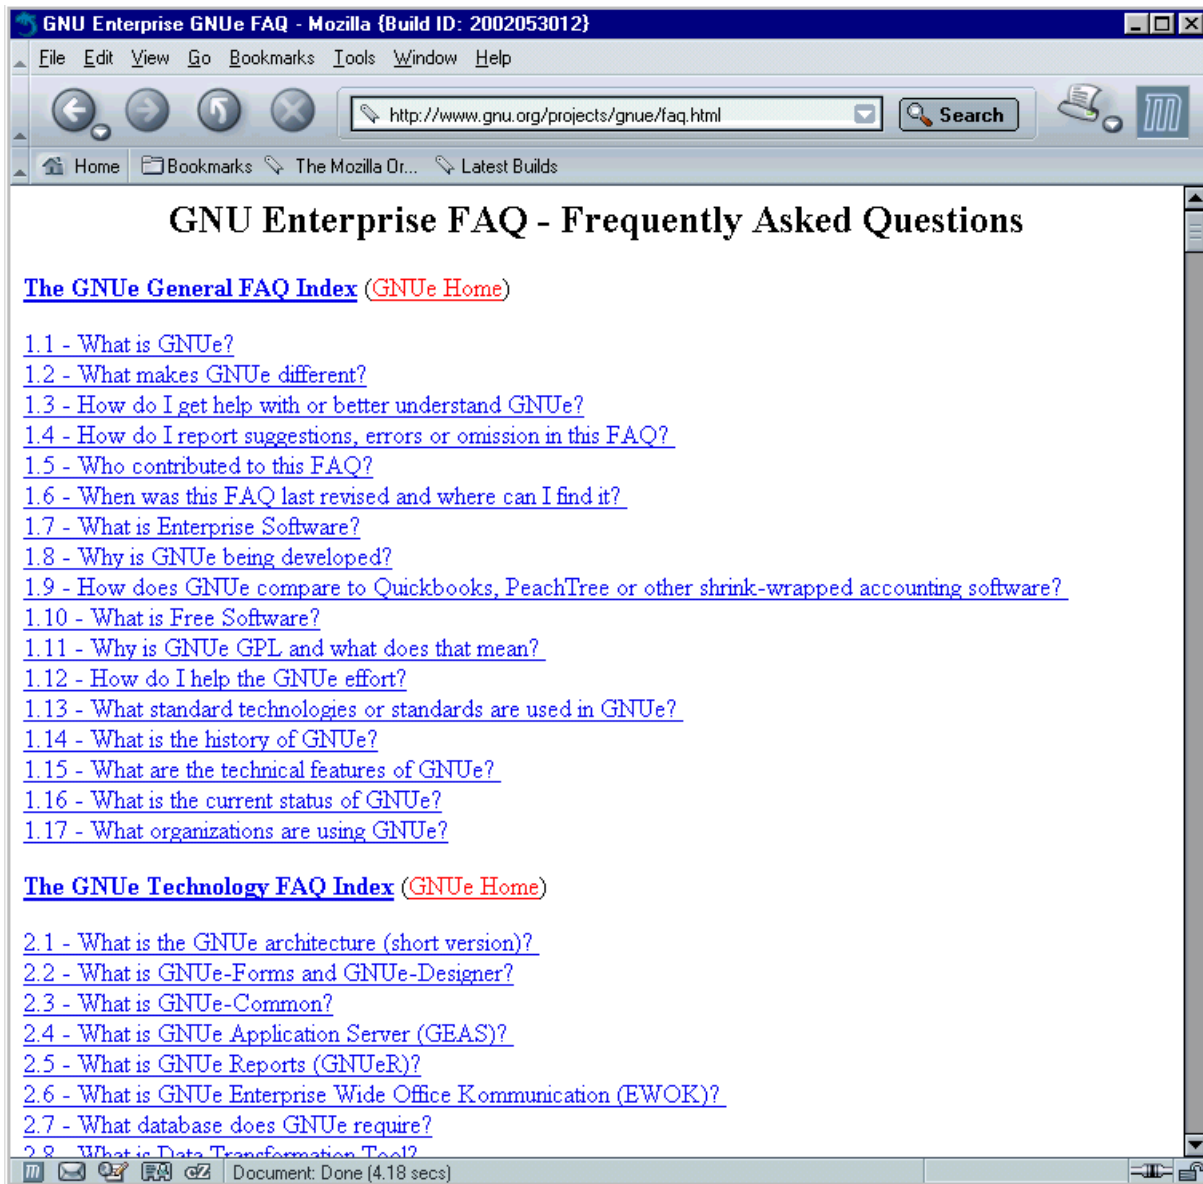 GNU Enterprise GNUe FAQ - Mozilla {Build ID: 2002053012}
File Edit View Go Bookmarks Tools Window Help
http://www.gnu.org/projects/gnue/faq.html Search
Home Bookmarks The Mozilla Or... Latest Builds
GNU Enterprise FAQ - Frequently Asked Questions
The GNUe General FAQ Index (GNUe Home)
1.1 - What is GNUe?
1.2 - What makes GNUe different?
1.3 - How do I get help with or better understand GNUe?
1.4 - How do I report suggestions, errors or omission in this FAQ?
1.5 - Who contributed to this FAQ?
1.6 - When was this FAQ last revised and where can I find it?
1.7 - What is Enterprise Software?
1.8 - Why is GNUe being developed?
1.9 - How does GNUe compare to Quickbooks, PeachTree or other shrink-wrapped accounting software?
1.10 - What is Free Software?
1.11 - Why is GNUe GPL and what does that mean?
1.12 - How do I help the GNUe effort?
1.13 - What standard technologies or standards are used in GNUe?
1.14 - What is the history of GNUe?
1.15 - What are the technical features of GNUe?
1.16 - What is the current status of GNUe?
1.17 - What organizations are using GNUe?
The GNUe Technology FAQ Index (GNUe Home)
2.1 - What is the GNUe architecture (short version)?
2.2 - What is GNUe-Forms and GNUe-Designer?
2.3 - What is GNUe-Common?
2.4 - What is GNUe Application Server (GEAS)?
2.5 - What is GNUe Reports (GNUeR)?
2.6 - What is GNUe Enterprise Wide Office Kommunication (EWOK)?
2.7 - What database does GNUe require?
2.8 - What is Data Transformation Tool?
Document: Done (4.18 secs)